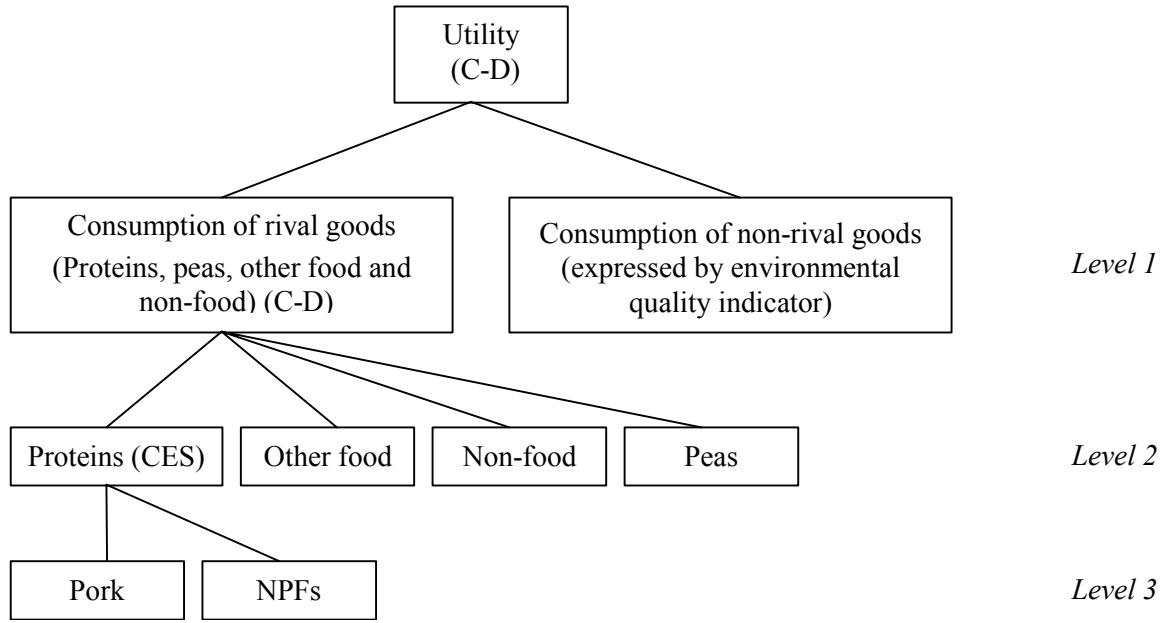 Utility
(C-D)
Consumption of rival goods
(Proteins, peas, other food and
non-food) (C-D)
Consumption of non-rival goods
(expressed by environmental
quality indicator)
Level 1
Proteins (CES)
Other food
Non-food
Peas
Level 2
Pork
NPFs
Level 3